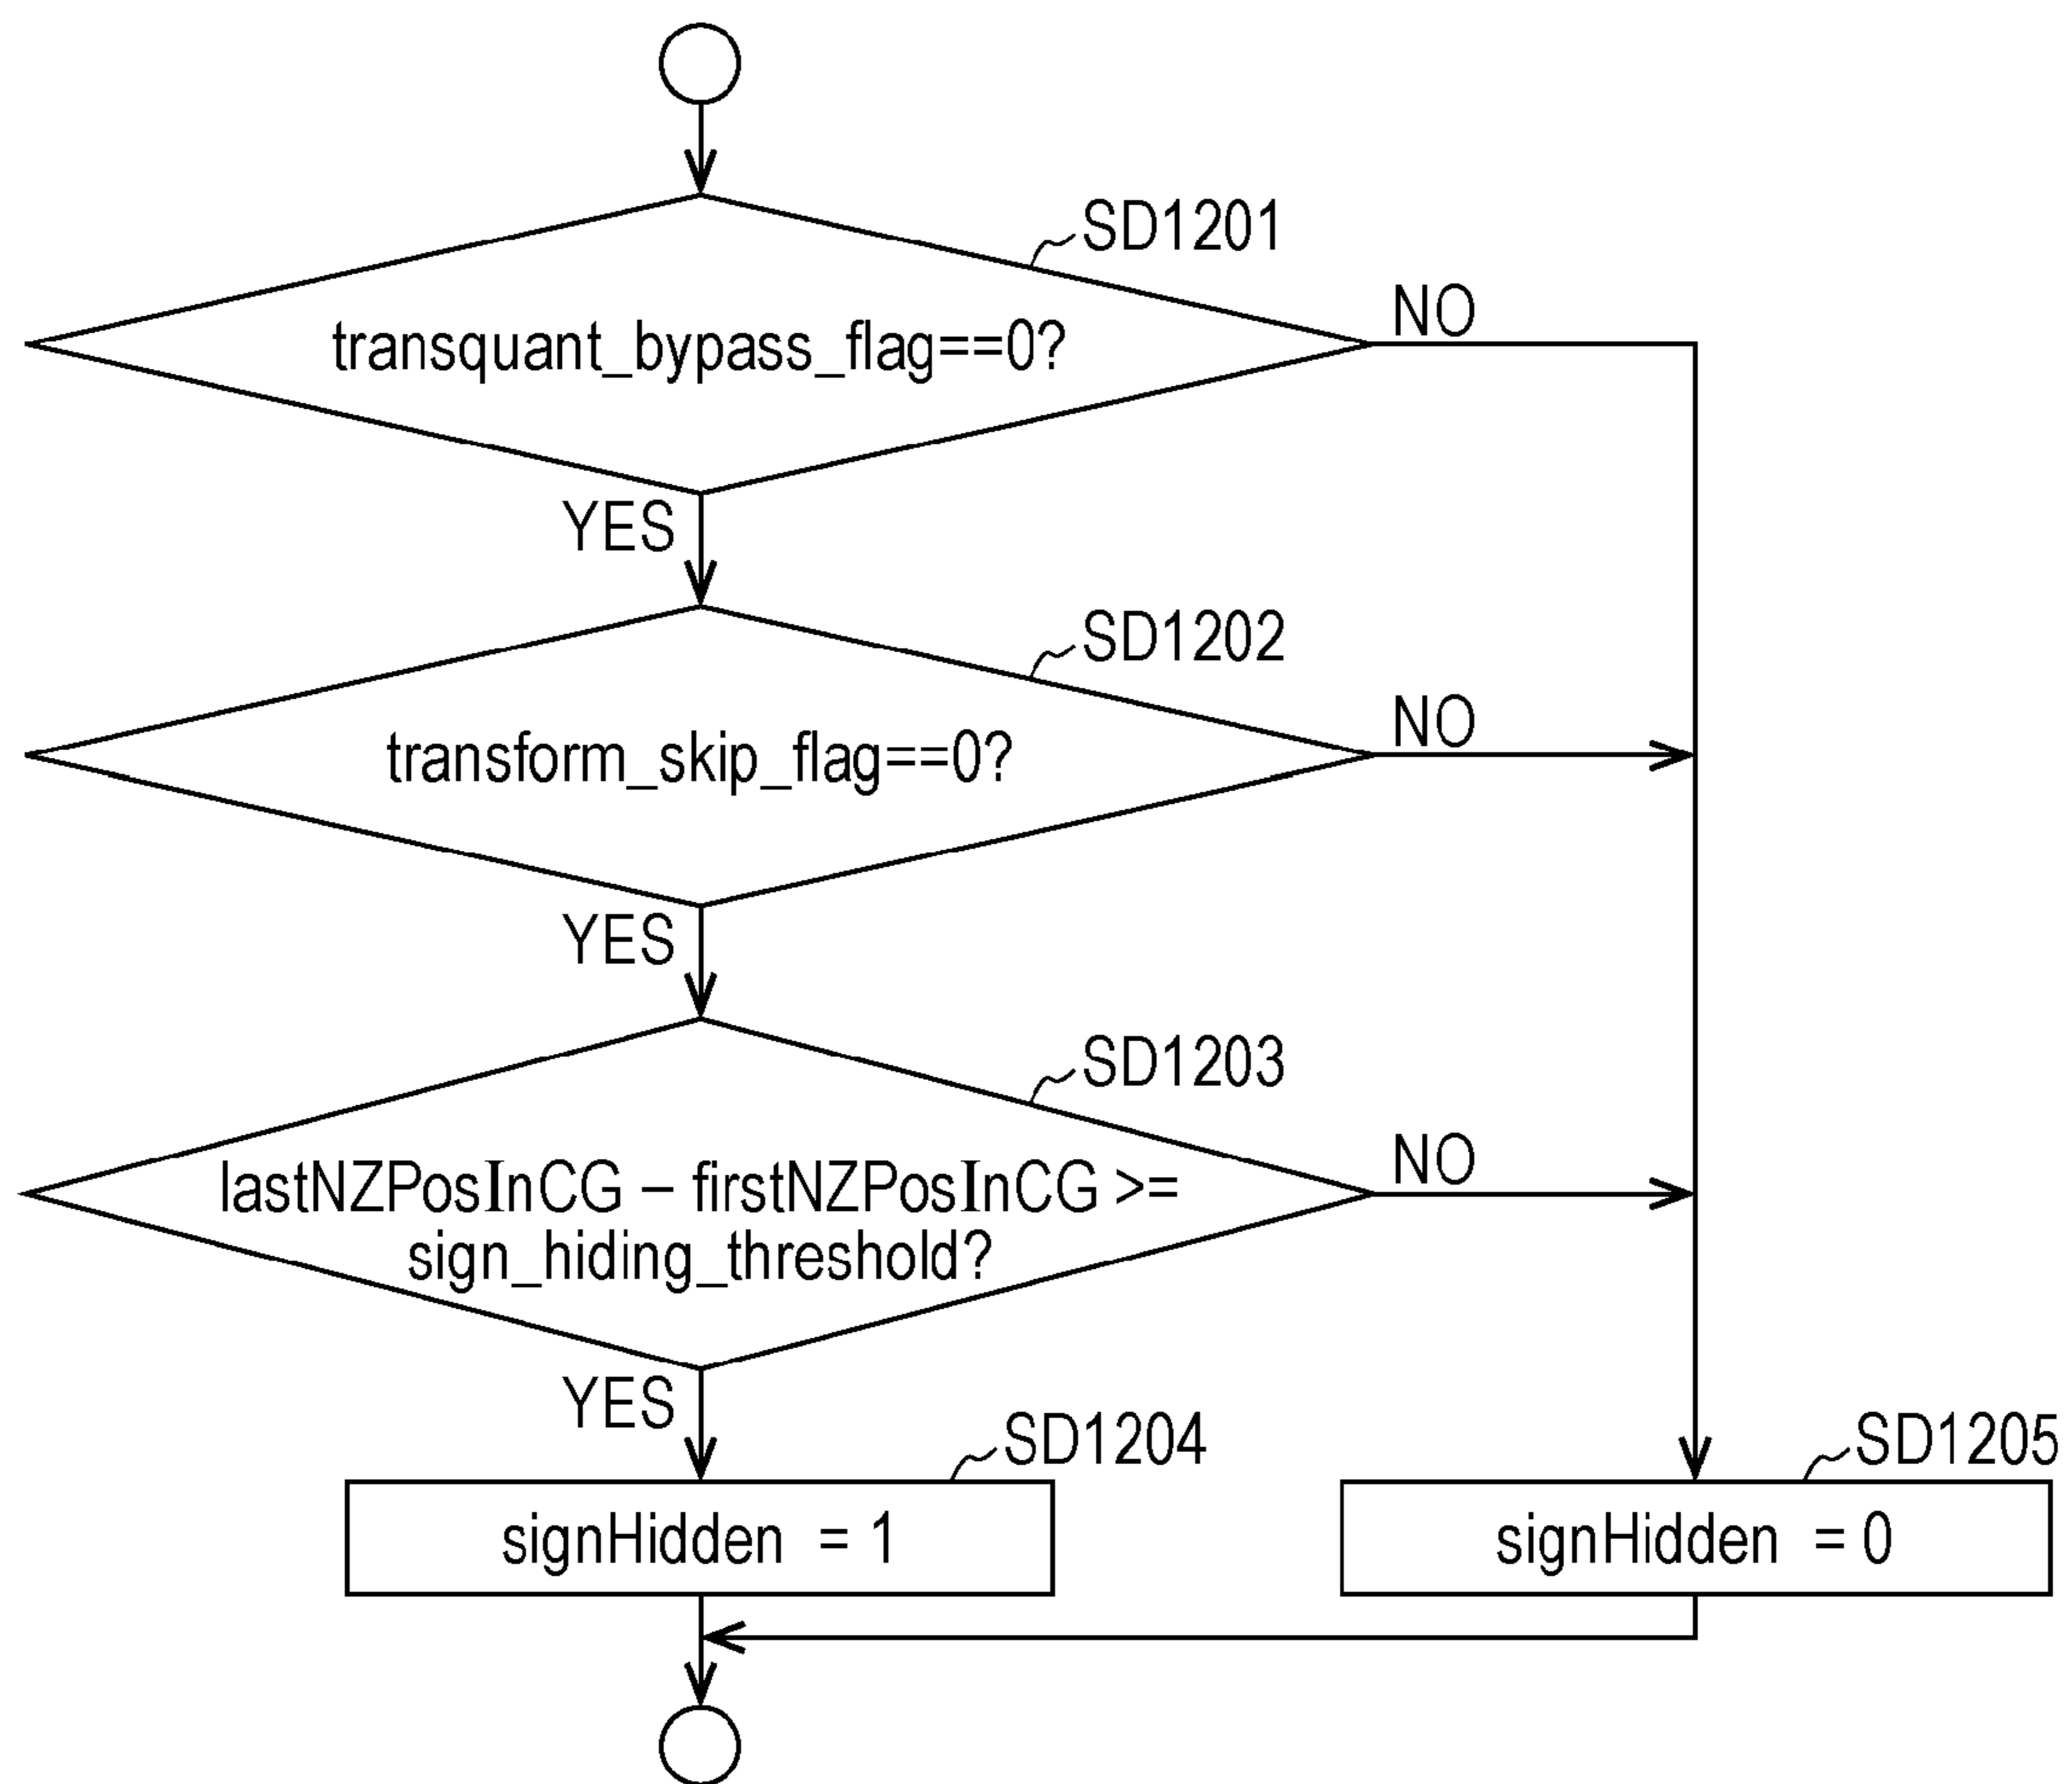 SD1201
transquant_bypass_flag==0?
NO
YES
SD1202
transform_skip_flag==0?
NO
YES
SD1203
lastNZPosInCG – firstNZPosInCG >=
sign_hiding_threshold?
NO
YES
SD1204
signHidden = 1
SD1205
signHidden = 0